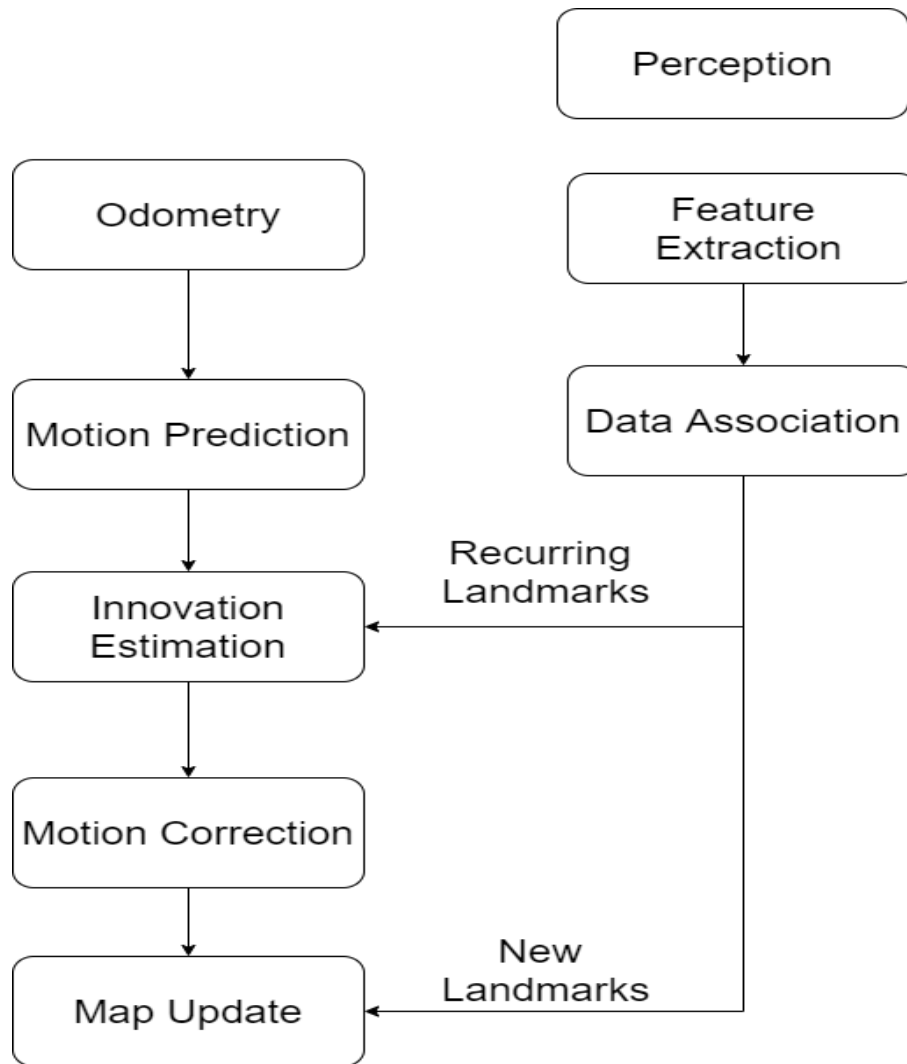 Perception
Odometry
Feature
Extraction
Motion Prediction
Data Association
Recurring
Landmarks
Innovation
Estimation
Motion Correction
New
Landmarks
Map Update